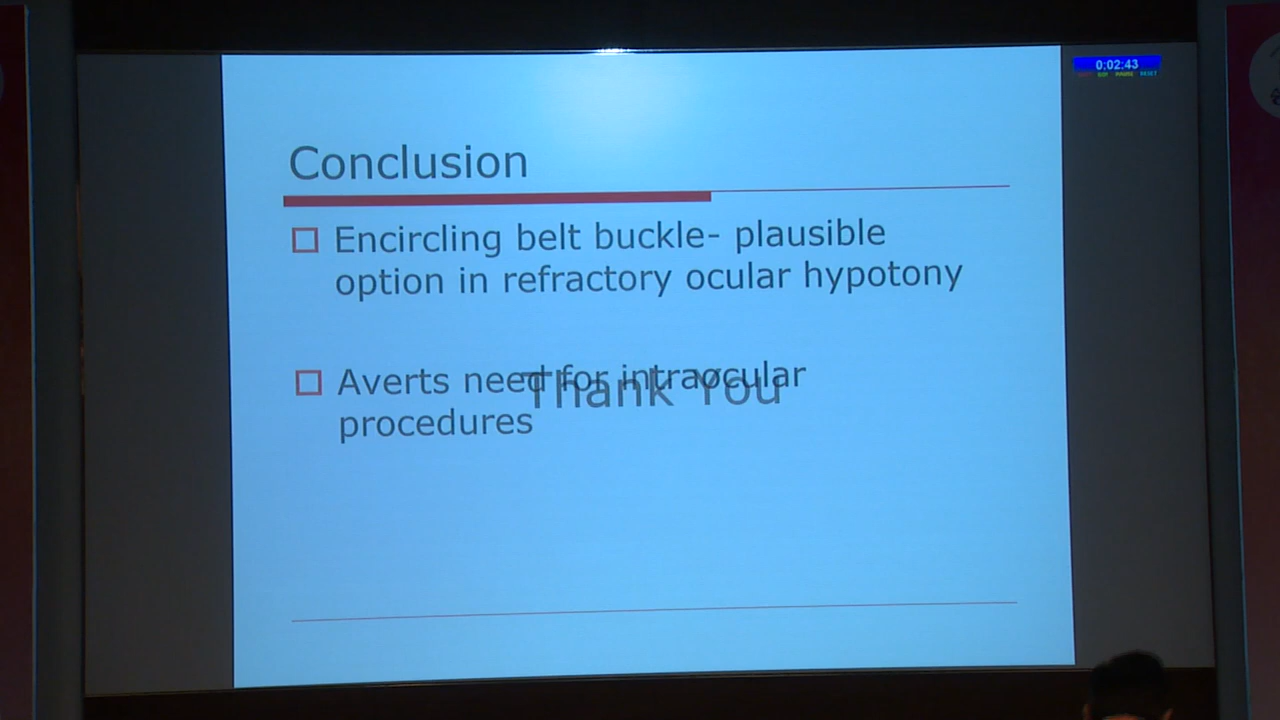 0:02:43
Conclusion
Encircling belt buckle- plausible
option in refractory ocular hypotony
Averts need for intraocular
procedures
Thank You